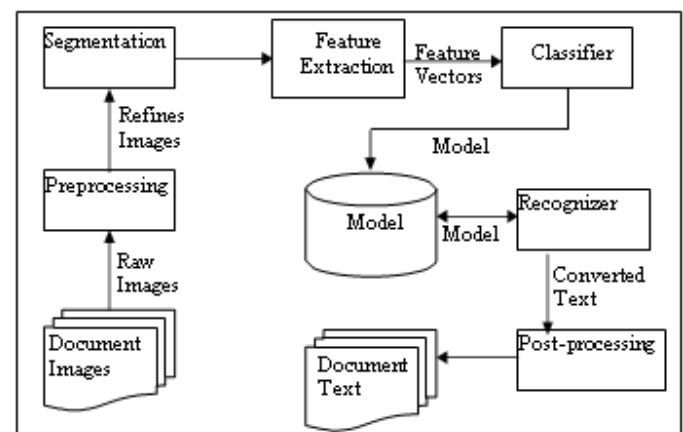 Segmentation
Feature
Extraction
Feature
Vectors
Classifier
Refines
Images
Model
Preprocessing
Model
Model
Recognizer
Raw
Images
Converted
Text
Document
Images
Document
Text
Post-processing